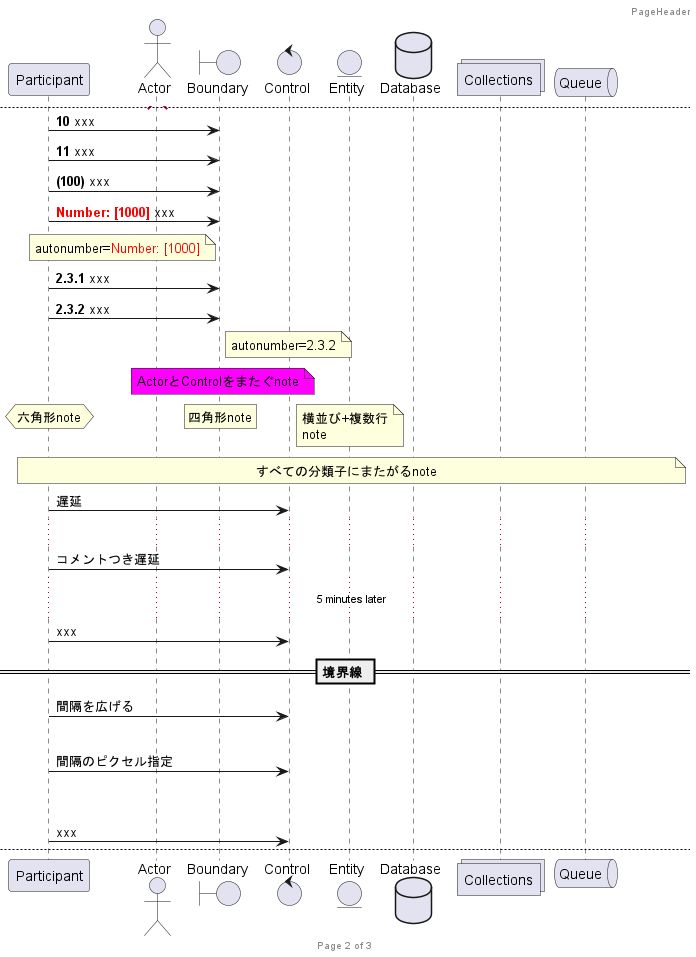 PageHeader
Participant
Actor
Boundary
Control
Entity
Database
Collections
Queue
10 xxx
11 xxx
(100) xxx
Number: [1000] xxx
autonumber=Number: [1000]
2.3.1 xxx
2.3.2 xxx
autonumber=2.3.2
ActorとControlをまたぐnote
六角形note
四角形note
横並び+複数行
note
すべての分類子にまたがるnote
遅延
コメントつき遅延
5 minutes later
xxx
境界線
間隔を広げる
間隔のピクセル指定
xxx
Participant
Actor
Boundary
Control
Entity
Database
Collections
Queue
Page 2 of 3